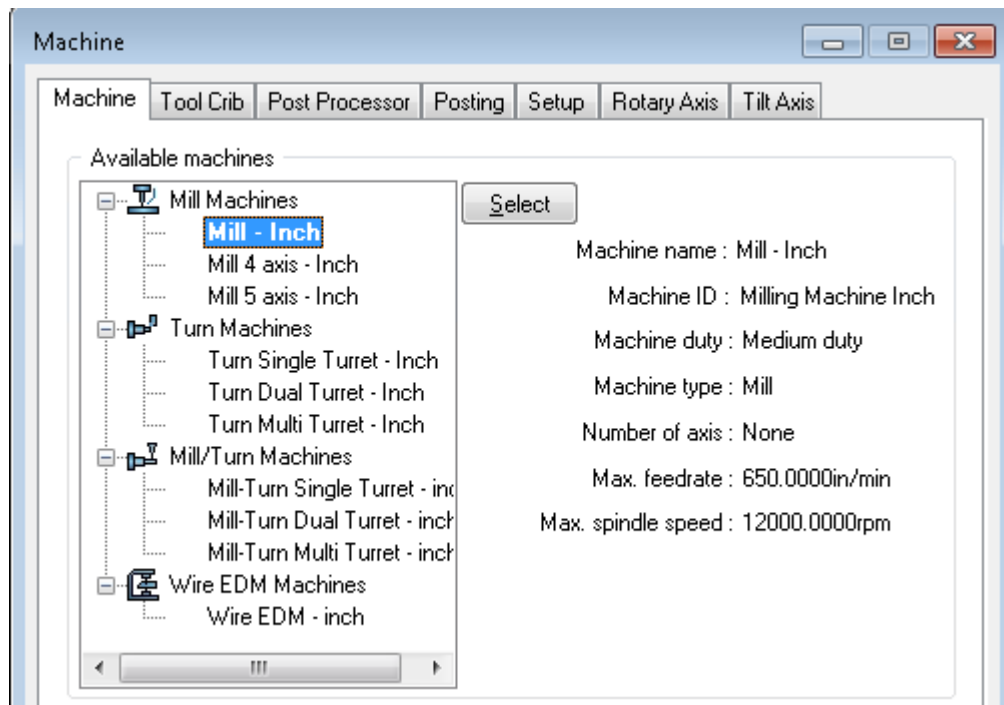 Machine
Machine Tool Crib Post Processor Posting Setup Rotary Axis Tilt Axis
Available machines
Mill Machines
Mill - Inch
Mill 4 axis - Inch
Mill 5 axis - Inch
Turn Machines
Turn Single Turret - Inch
Turn Dual Turret - Inch
Turn Multi Turret - Inch
Mill/Turn Machines
Mill-Turn Single Turret - inc
Mill-Turn Dual Turret - inch
Mill-Turn Multi Turret - inch
Wire EDM Machines
Wire EDM - inch
Select
Machine name : Mill - Inch
Machine ID : Milling Machine Inch
Machine duty : Medium duty
Machine type : Mill
Number of axis : None
Max. feedrate : 650.0000in/min
Max. spindle speed : 12000.0000rpm